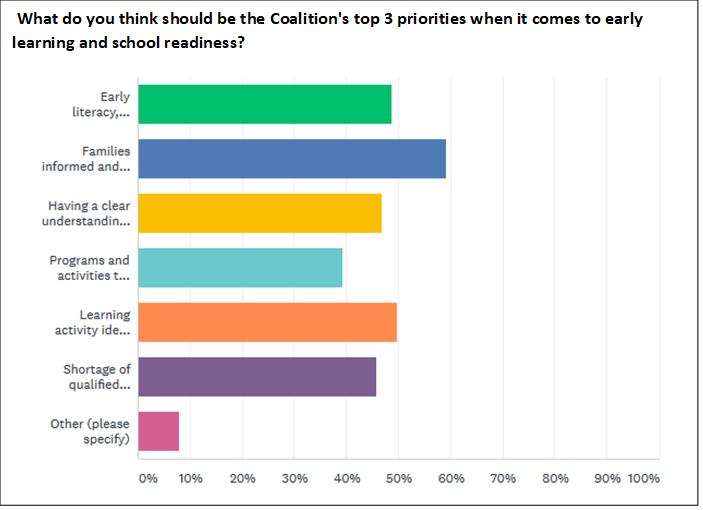 What do you think should be the Coalition's top 3 priorities when it comes to early
learning and school readiness?
Early
literacy,...
Families
informed and...
Having a clear
understandin...
Programs and
activities t...
Learning
activity ide...
Shortage of
qualified...
Other (please
specify)
0% 10% 20% 30% 40% 50% 60% 70% 80% 90% 100%